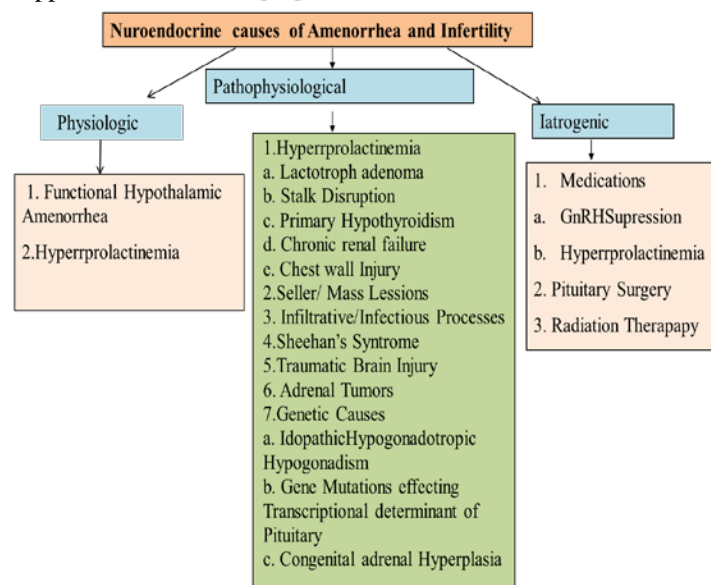 Nuroendocrine causes of Amenorrhea and Infertility
Pathophysiological
Physiologic
Iatrogenic
1. Functional Hypothalamic
Amenorrhea
2.Hyperrprolactinemia
1.Hyperrprolactinemia
a. Lactotroph adenoma
b. Stalk Disruption
c. Primary Hypothyroidism
d. Chronic renal failure
e. Chest wall Injury
2.Seller/ Mass Lessions
3. Infiltrative/Infectious Processes
4.Sheehan's Syntrome
5.Traumatic Brain Injury
6. Adrenal Tumors
7.Genetic Causes
a. IdopathicHypogonadotropic
Hypogonadism
b. Gene Mutations effecting
Transcriptional determinant of
Pituitary
c. Congenital adrenal Hyperplasia
1. Medications
a. GnRHSupression
b. Hyperrprolactinemia
2. Pituitary Surgery
3. Radiation Therapapy